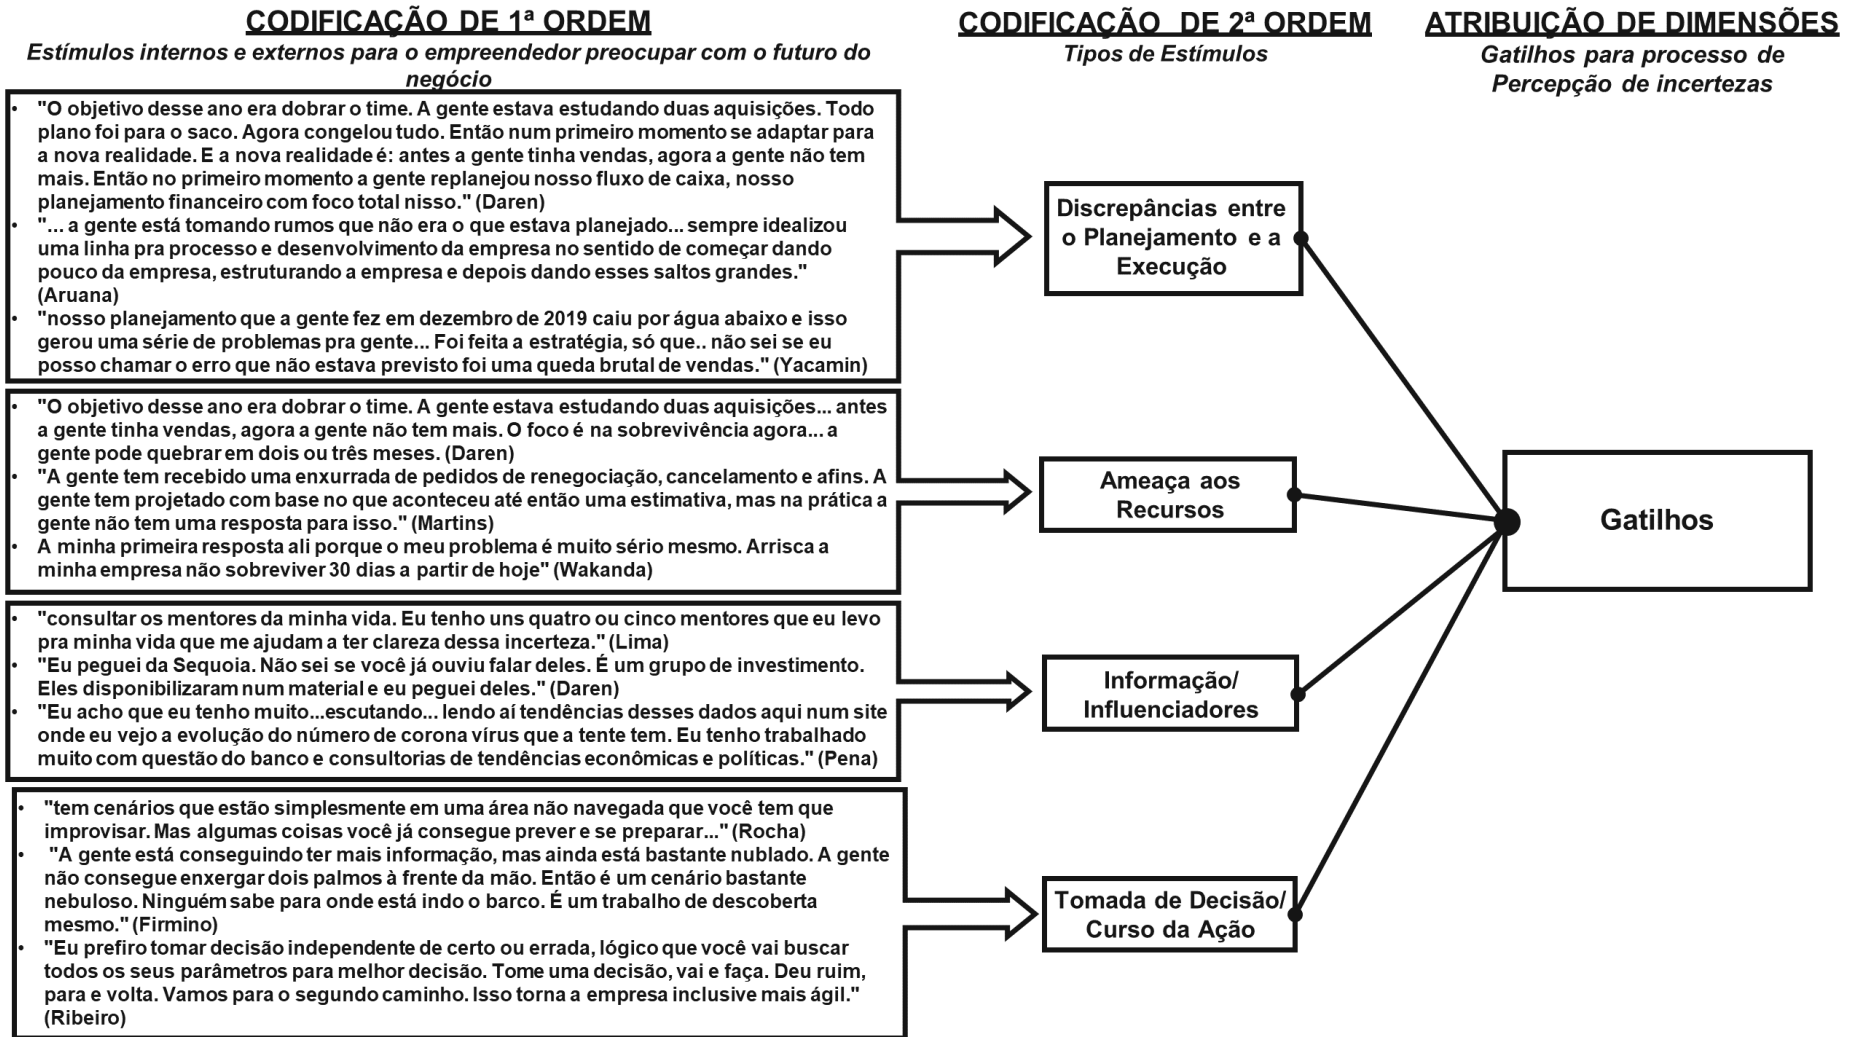 CODIFICAÇÃO DE 1ª ORDEM
Estímulos internos e externos para o empreendedor preocupar com o futuro do
negócio
• "O objetivo desse ano era dobrar o time. A gente estava estudando duas aquisições. Todo
plano foi para o saco. Agora congelou tudo. Então num primeiro momento se adaptar para
a nova realidade. E a nova realidade é: antes a gente tinha vendas, agora a gente não tem
mais. Então no primeiro momento a gente replanejou nosso fluxo de caixa, nosso
planejamento financeiro com foco total nisso." (Daren)
• "... a gente está tomando rumos que não era o que estava planejado... sempre idealizou
uma linha pra processo e desenvolvimento da empresa no sentido de começar dando
pouco da empresa, estruturando a empresa e depois dando esses saltos grandes."
(Aruana)
• "nosso planejamento que a gente fez em dezembro de 2019 caiu por água abaixo e isso
gerou uma série de problemas pra gente... Foi feita a estratégia, só que.. não sei se eu
posso chamar o erro que não estava previsto foi uma queda brutal de vendas." (Yacamin)
• "O objetivo desse ano era dobrar o time. A gente estava estudando duas aquisições... antes
a gente tinha vendas, agora a gente não tem mais. O foco é na sobrevivência agora... a
gente pode quebrar em dois ou três meses. (Daren)
• "A gente tem recebido uma enxurrada de pedidos de renegociação, cancelamento e afins. A
gente tem projetado com base no que aconteceu até então uma estimativa, mas na prática a
gente não tem uma resposta para isso." (Martins)
• A minha primeira resposta ali porque o meu problema é muito sério mesmo. Arrisca a
minha empresa não sobreviver 30 dias a partir de hoje" (Wakanda)
• "consultar os mentores da minha vida. Eu tenho uns quatro ou cinco mentores que eu levo
pra minha vida que me ajudam a ter clareza dessa incerteza." (Lima)
• "Eu peguei da Sequoia. Não sei se você já ouviu falar deles. É um grupo de investimento.
Eles disponibilizaram num material e eu peguei deles." (Daren)
• "Eu acho que eu tenho muito...escutando... lendo aí tendências desses dados aqui num site
onde eu vejo a evolução do número de corona vírus que a tente tem. Eu tenho trabalhado
muito com questão do banco e consultorias de tendências econômicas e políticas." (Pena)
• "tem cenários que estão simplesmente em uma área não navegada que você tem que
improvisar. Mas algumas coisas você já consegue prever e se preparar..." (Rocha)
• "A gente está conseguindo ter mais informação, mas ainda está bastante nublado. A gente
não consegue enxergar dois palmos à frente da mão. Então é um cenário bastante
nebuloso. Ninguém sabe para onde está indo o barco. É um trabalho de descoberta
mesmo." (Firmino)
• "Eu prefiro tomar decisão independente de certo ou errada, lógico que você vai buscar
todos os seus parâmetros para melhor decisão. Tome uma decisão, vai e faça. Deu ruim,
para e volta. Vamos para o segundo caminho. Isso torna a empresa inclusive mais ágil."
(Ribeiro)
CODIFICAÇÃO DE 2ª ORDEM
Tipos de Estímulos
Discrepâncias entre
o Planejamento e a
Execução
Ameaça aos
Recursos
Informação/
Influenciadores
Tomada de Decisão/
Curso da Ação
ATRIBUIÇÃO DE DIMENSÕES
Gatilhos para processo de
Percepção de incertezas
Gatilhos